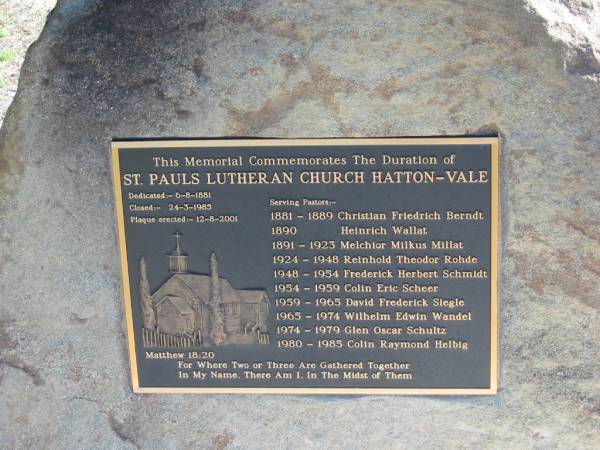 This Memorial Commemorates The Duration of
ST. PAULS LUTHERAN CHURCH HATTON-VALE
Dedicated:- 6-8-1881
Closed:- 24-3-1985
Plaque erected:- 12-8-2001
Serving Pastors:-
1881 - 1889 Christian Friedrich Berndt
1890 Heinrich Wallat
1891 - 1923 Melchior Milkus Millat
1924 - 1948 Reinhold Theodor Rohde
1948 - 1954 Frederick Herbert Schmidt
1954 - 1959 Colin Eric Scheer
1959 - 1965 David Frederick Siegle
1965 - 1974 Wilhelm Edwin Wandel
1974 - 1979 Glen Oscar Schultz
1980 - 1985 Colin Raymond Helbig
Matthew 18:20
For Where Two or Three Are Gathered Together
In My Name, There Am I, In The Midst of Them